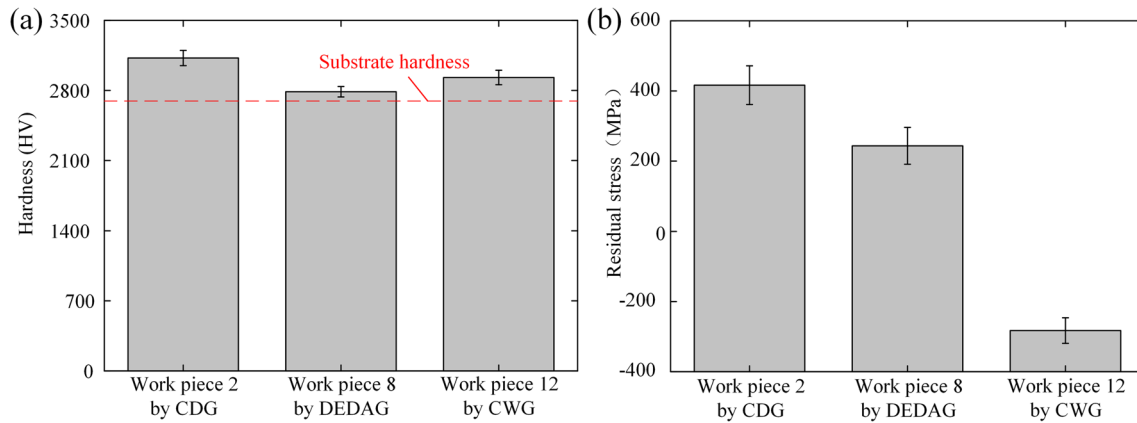 (a)
3500
2800
2100
1400
700
0
Hardness (HV)
Substrate hardness
Work piece 2
by CDG
Work piece 8
by DEDAG
Work piece 12
by CWG
(b)
600
400
200
0
-200
-400
Residual stress（MPa）
Work piece 2
by CDG
Work piece 8
by DEDAG
Work piece 12
by CWG